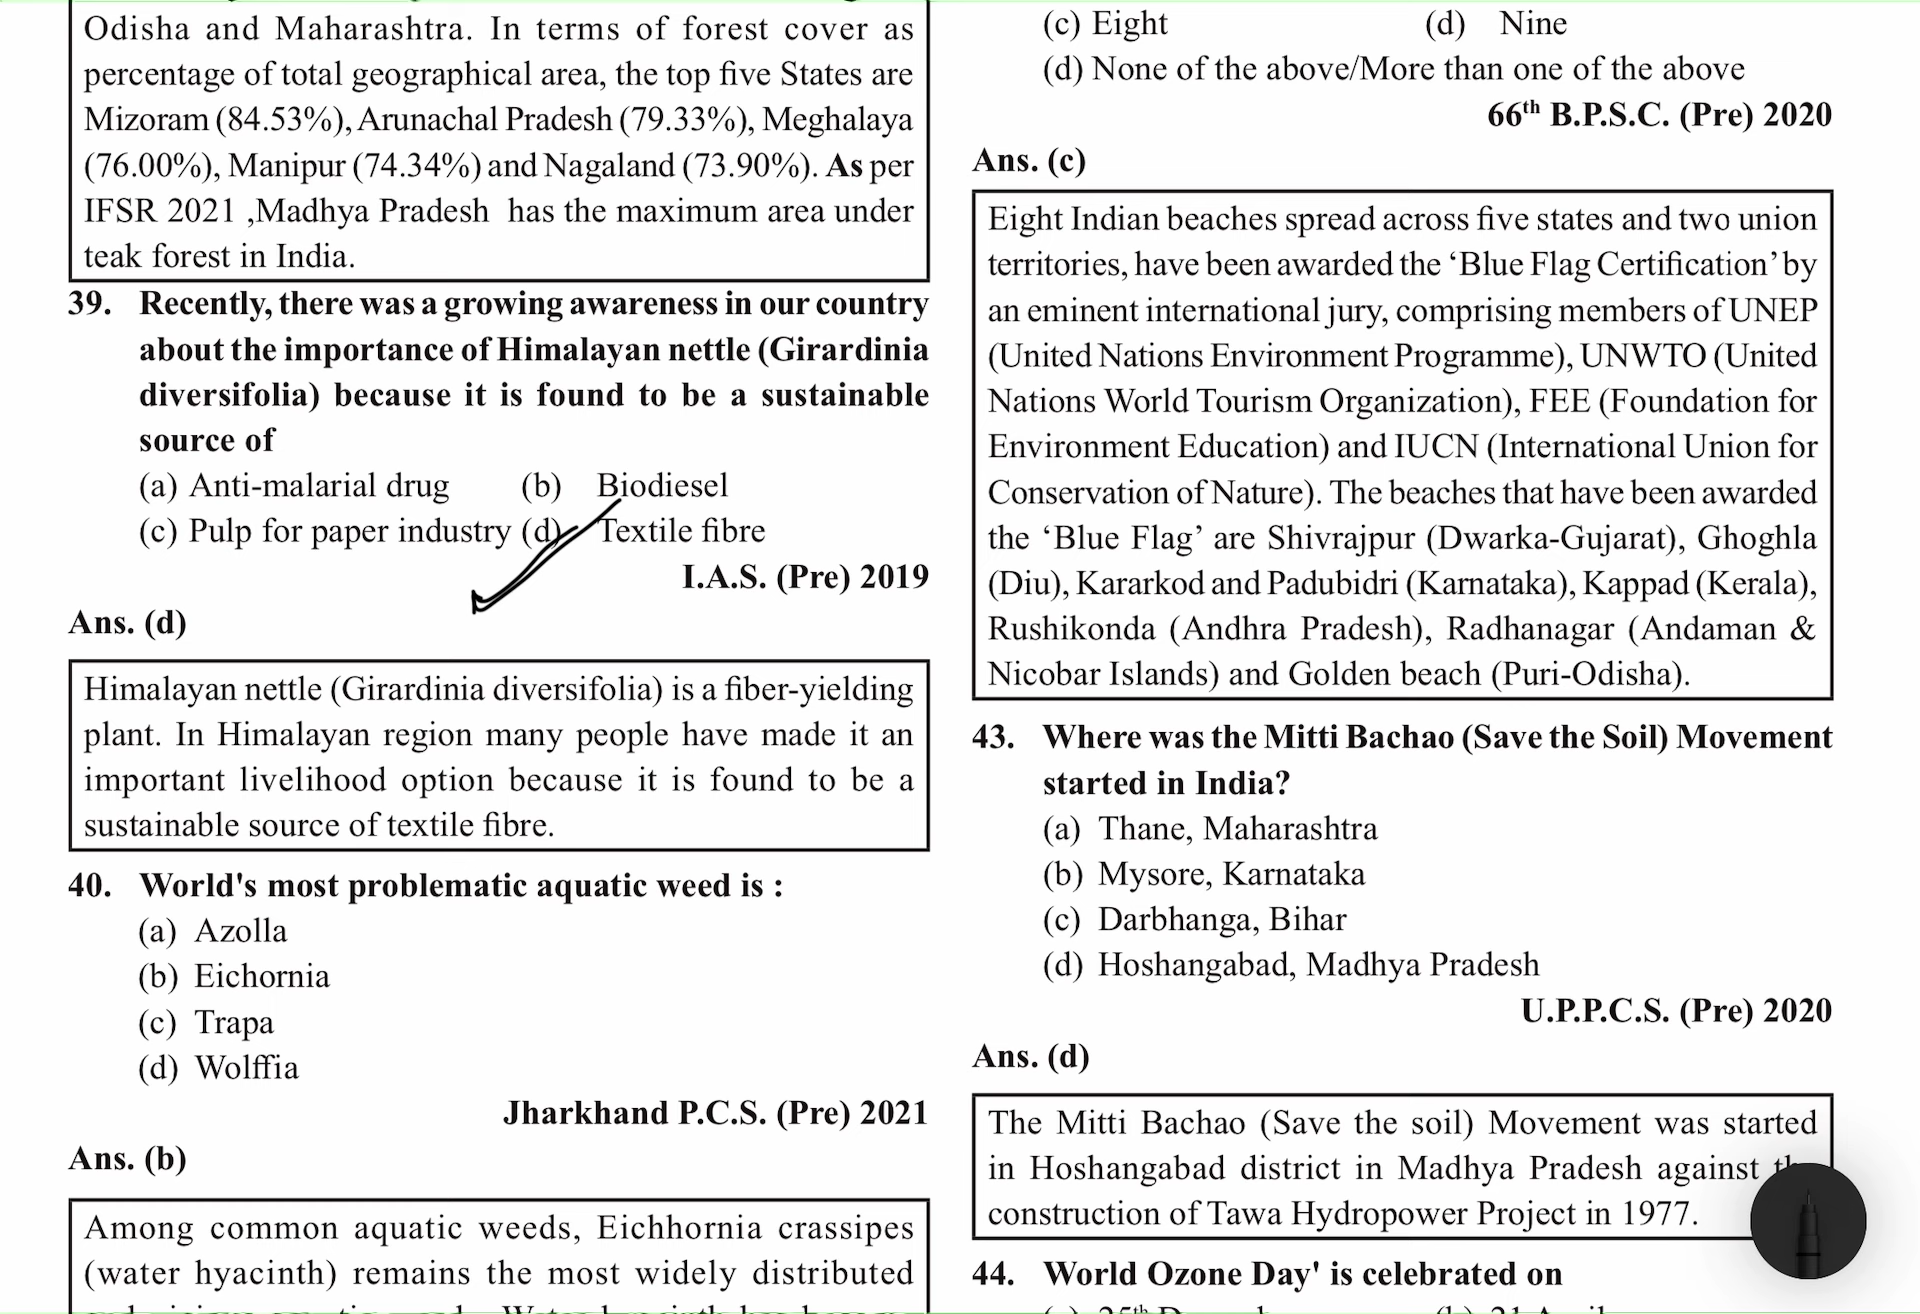 Odisha and Maharashtra. In terms of forest cover as
percentage of total geographical area, the top five States are
Mizoram (84.53%), Arunachal Pradesh (79.33%), Meghalaya
(76.00%), Manipur (74.34%) and Nagaland (73.90%). As per
IFSR 2021 ,Madhya Pradesh has the maximum area under
teak forest in India.
39. Recently, there was a growing awareness in our country
about the importance of Himalayan nettle (Girardinia
diversifolia) because it is found to be a sustainable
source of
(a) Anti-malarial drug (b) Biodiesel
(c) Pulp for paper industry (d) Textile fibre
I.A.S. (Pre) 2019
Ans. (d)
Himalayan nettle (Girardinia diversifolia) is a fiber-yielding
plant. In Himalayan region many people have made it an
important livelihood option because it is found to be a
sustainable source of textile fibre.
40. World's most problematic aquatic weed is :
(a) Azolla
(b) Eichornia
(c) Trapa
(d) Wolffia
Jharkhand P.C.S. (Pre) 2021
Ans. (b)
Among common aquatic weeds, Eichhornia crassipes
(water hyacinth) remains the most widely distributed
(c) Eight (d) Nine
(d) None of the above/More than one of the above
66th B.P.S.C. (Pre) 2020
Ans. (c)
Eight Indian beaches spread across five states and two union
territories, have been awarded the ‘Blue Flag Certification’ by
an eminent international jury, comprising members of UNEP
(United Nations Environment Programme), UNWTO (United
Nations World Tourism Organization), FEE (Foundation for
Environment Education) and IUCN (International Union for
Conservation of Nature). The beaches that have been awarded
the ‘Blue Flag’ are Shivrajpur (Dwarka-Gujarat), Ghoghla
(Diu), Kararkod and Padubidri (Karnataka), Kappad (Kerala),
Rushikonda (Andhra Pradesh), Radhanagar (Andaman &
Nicobar Islands) and Golden beach (Puri-Odisha).
43. Where was the Mitti Bachao (Save the Soil) Movement
started in India?
(a) Thane, Maharashtra
(b) Mysore, Karnataka
(c) Darbhanga, Bihar
(d) Hoshangabad, Madhya Pradesh
U.P.P.C.S. (Pre) 2020
Ans. (d)
The Mitti Bachao (Save the soil) Movement was started
in Hoshangabad district in Madhya Pradesh against
construction of Tawa Hydropower Project in 1977.
44. World Ozone Day' is celebrated on